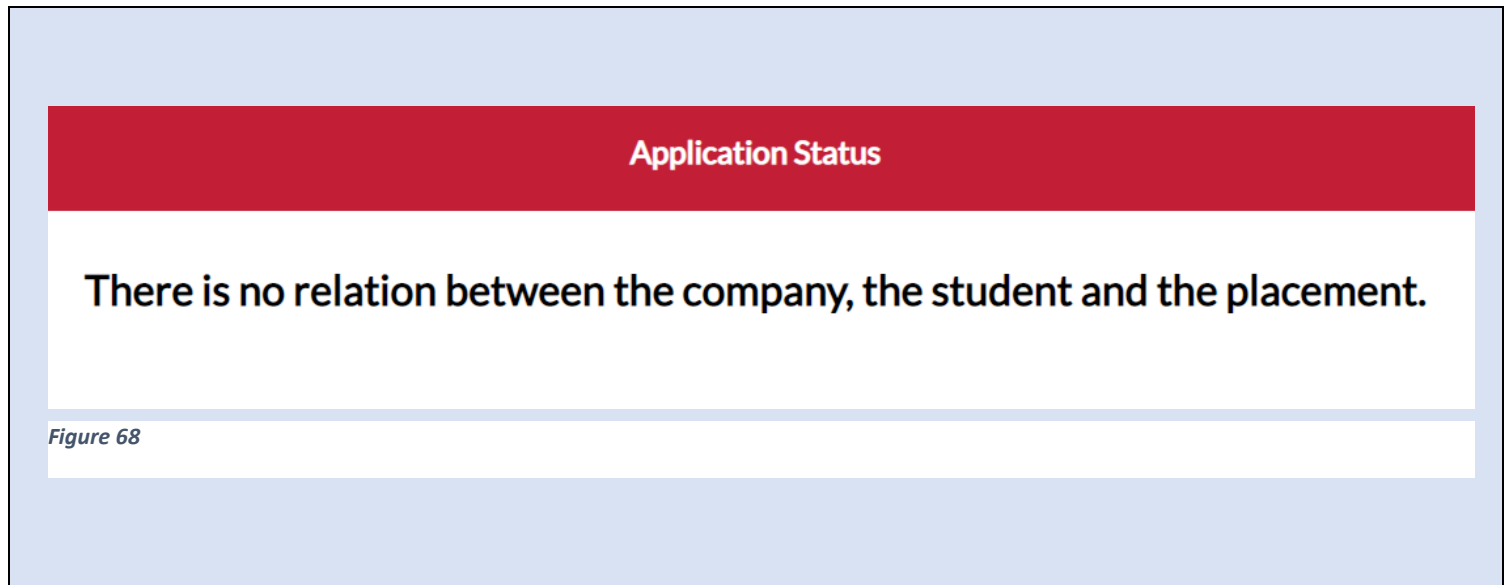 Application Status
There is no relation between the company, the student and the placement.
Figure 68